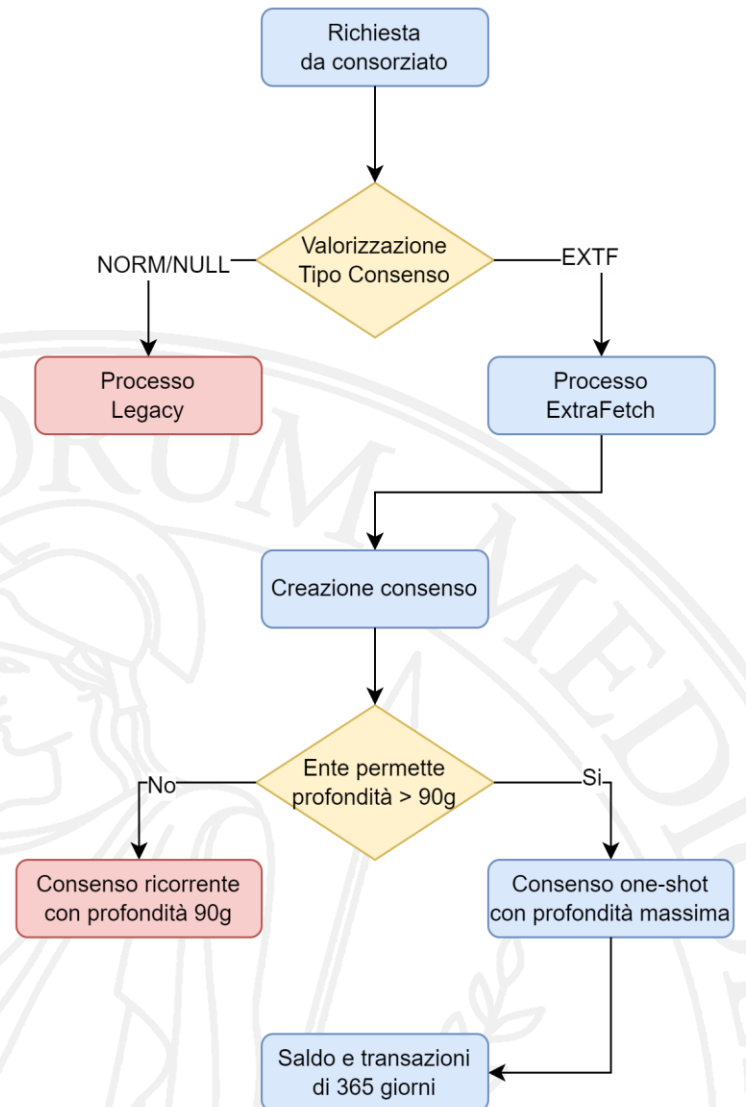 Richiesta
da consorziato
Valorizzazione
Tipo Consenso
NORM/NULL
EXTF
Processo
Legacy
Processo
ExtraFetch
Creazione consenso
Ente permette
profondità > 90g
No
Si
Consenso ricorrente
con profondità 90g
Consenso one-shot
con profondità massima
Saldo e transazioni
di 365 giorni